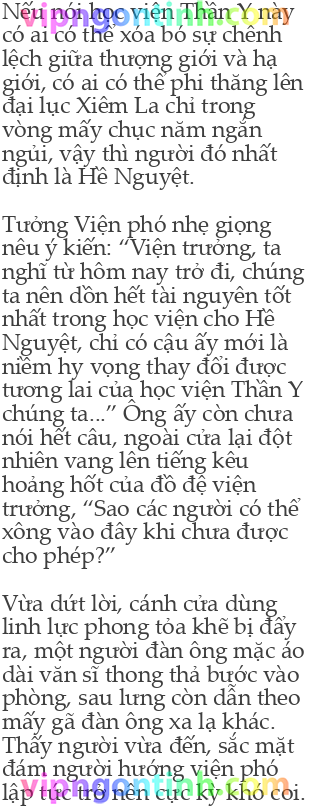 Nếu nói học viện Thần Y này
vipngontinh.com
có ai có thể xóa bỏ sự chênh
lệch giữa thượng giới và hạ
giới, có ai có thể phi thăng lên
đại lục Xiêm La chỉ trong
vòng mấy chục năm ngắn
ngủi, vậy thì người đó nhất
định là Hề Nguyệt.
Tưởng Viện phó nhẹ giọng
nêu ý kiến: “Viện trưởng, ta
nghĩ từ hôm nay trở đi, chúng
ta nên dồn hết tài nguyên tốt
nhất trong học viện cho Hề
Nguyệt, chỉ có cậu ấy mới là
niềm hy vọng thay đổi được
tương lai của học viện Thần Y
chúng ta...” Ông ấy còn chưa
nói hết câu, ngoài cửa lại đột
nhiên vang lên tiếng kêu
hoảng hốt của đồ đệ viện
trưởng, “Sao các người có thể
xông vào đây khi chưa được
cho phép?”
Vừa dứt lời, cánh cửa dùng
linh lực phong tỏa khẽ bị đẩy
ra, một người đàn ông mặc áo
dài văn sĩ thong thả bước vào
phòng, sau lưng còn dẫn theo
mấy gã đàn ông xa lạ khác.
Thấy người vừa đến, sắc mặt
đám người hướng viện phó
lập tức trở nên cực kỳ khó coi.
vipngontinh.com